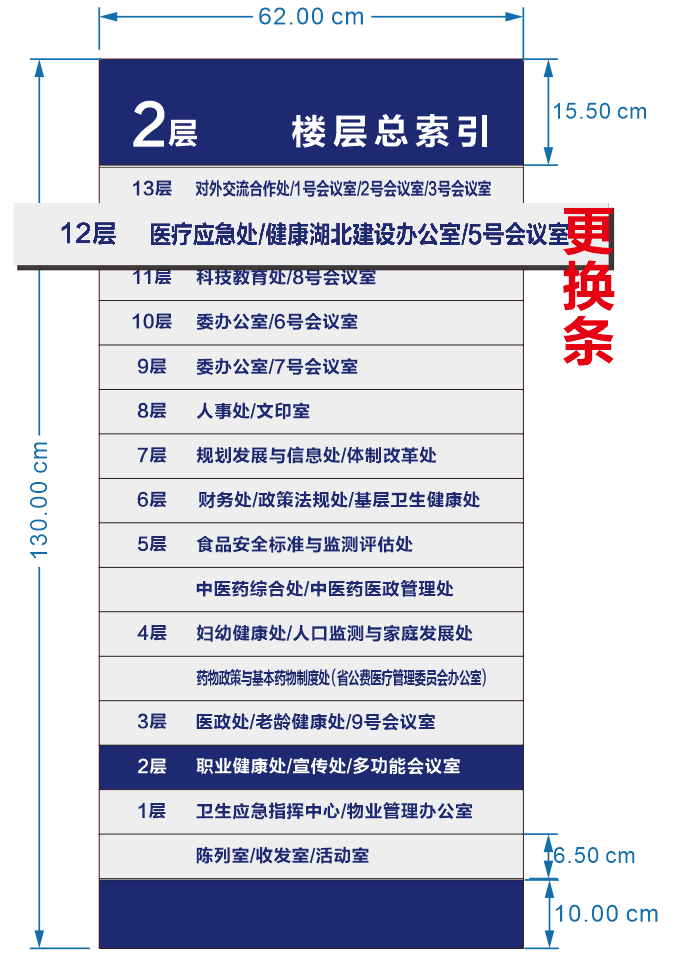 62.00 cm
2层 楼层总索引
15.50 cm
13层 对外交流合作处/1号会议室/2号会议室/3号会议室
12层 医疗应急处/健康湖北建设办公室/5号会议室
更换条
11层 科技教育处/8号会议室
10层 委办公室/6号会议室
9层 委办公室/7号会议室
8层 人事处/文印室
7层 规划发展与信息处/体制改革处
6层 财务处/政策法规处/基层卫生健康处
130.00 cm
5层 食品安全标准与监测评估处
中医药综合处/中医药医政管理处
4层 妇幼健康处/人口监测与家庭发展处
药物政策与基本药物制度处(省公费医疗管理委员会办公室)
3层 医政处/老龄健康处/9号会议室
2层 职业健康处/宣传处/多功能会议室
1层 卫生应急指挥中心/物业管理办公室
陈列室/收发室/活动室
6.50 cm
10.00 cm